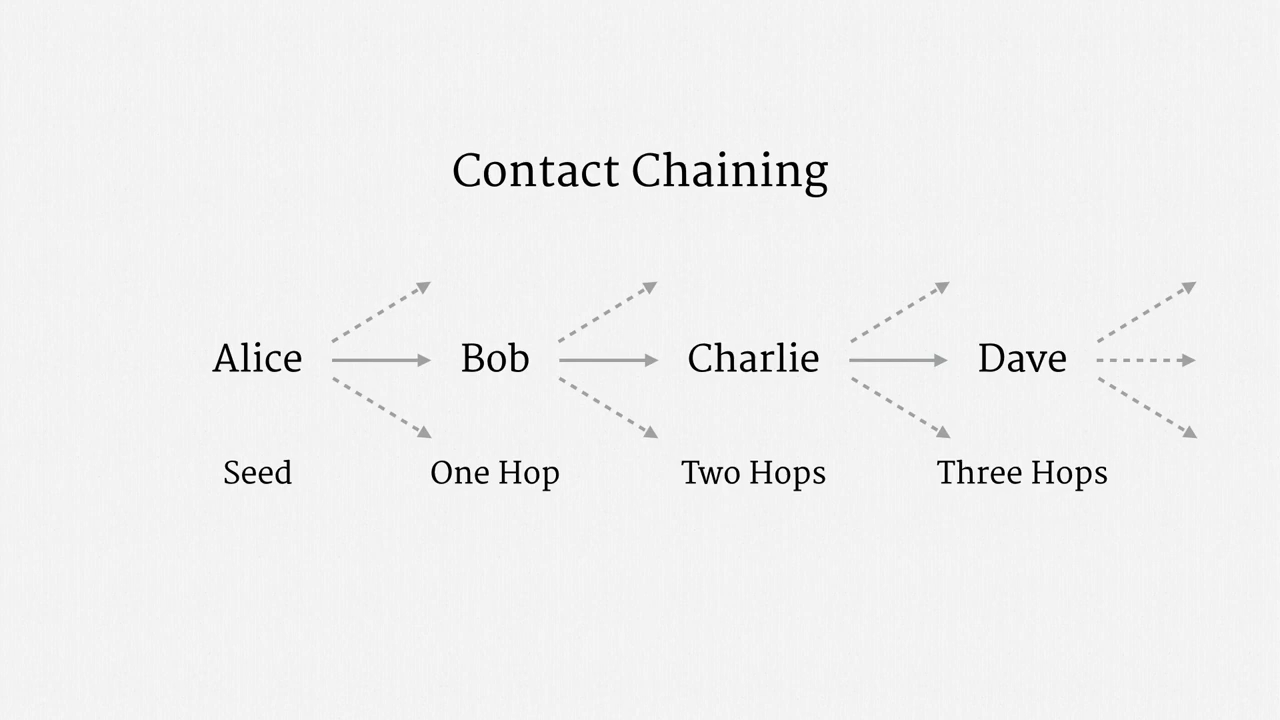 Contact Chaining
Alice Bob Charlie Dave
Seed One Hop Two Hops Three Hops